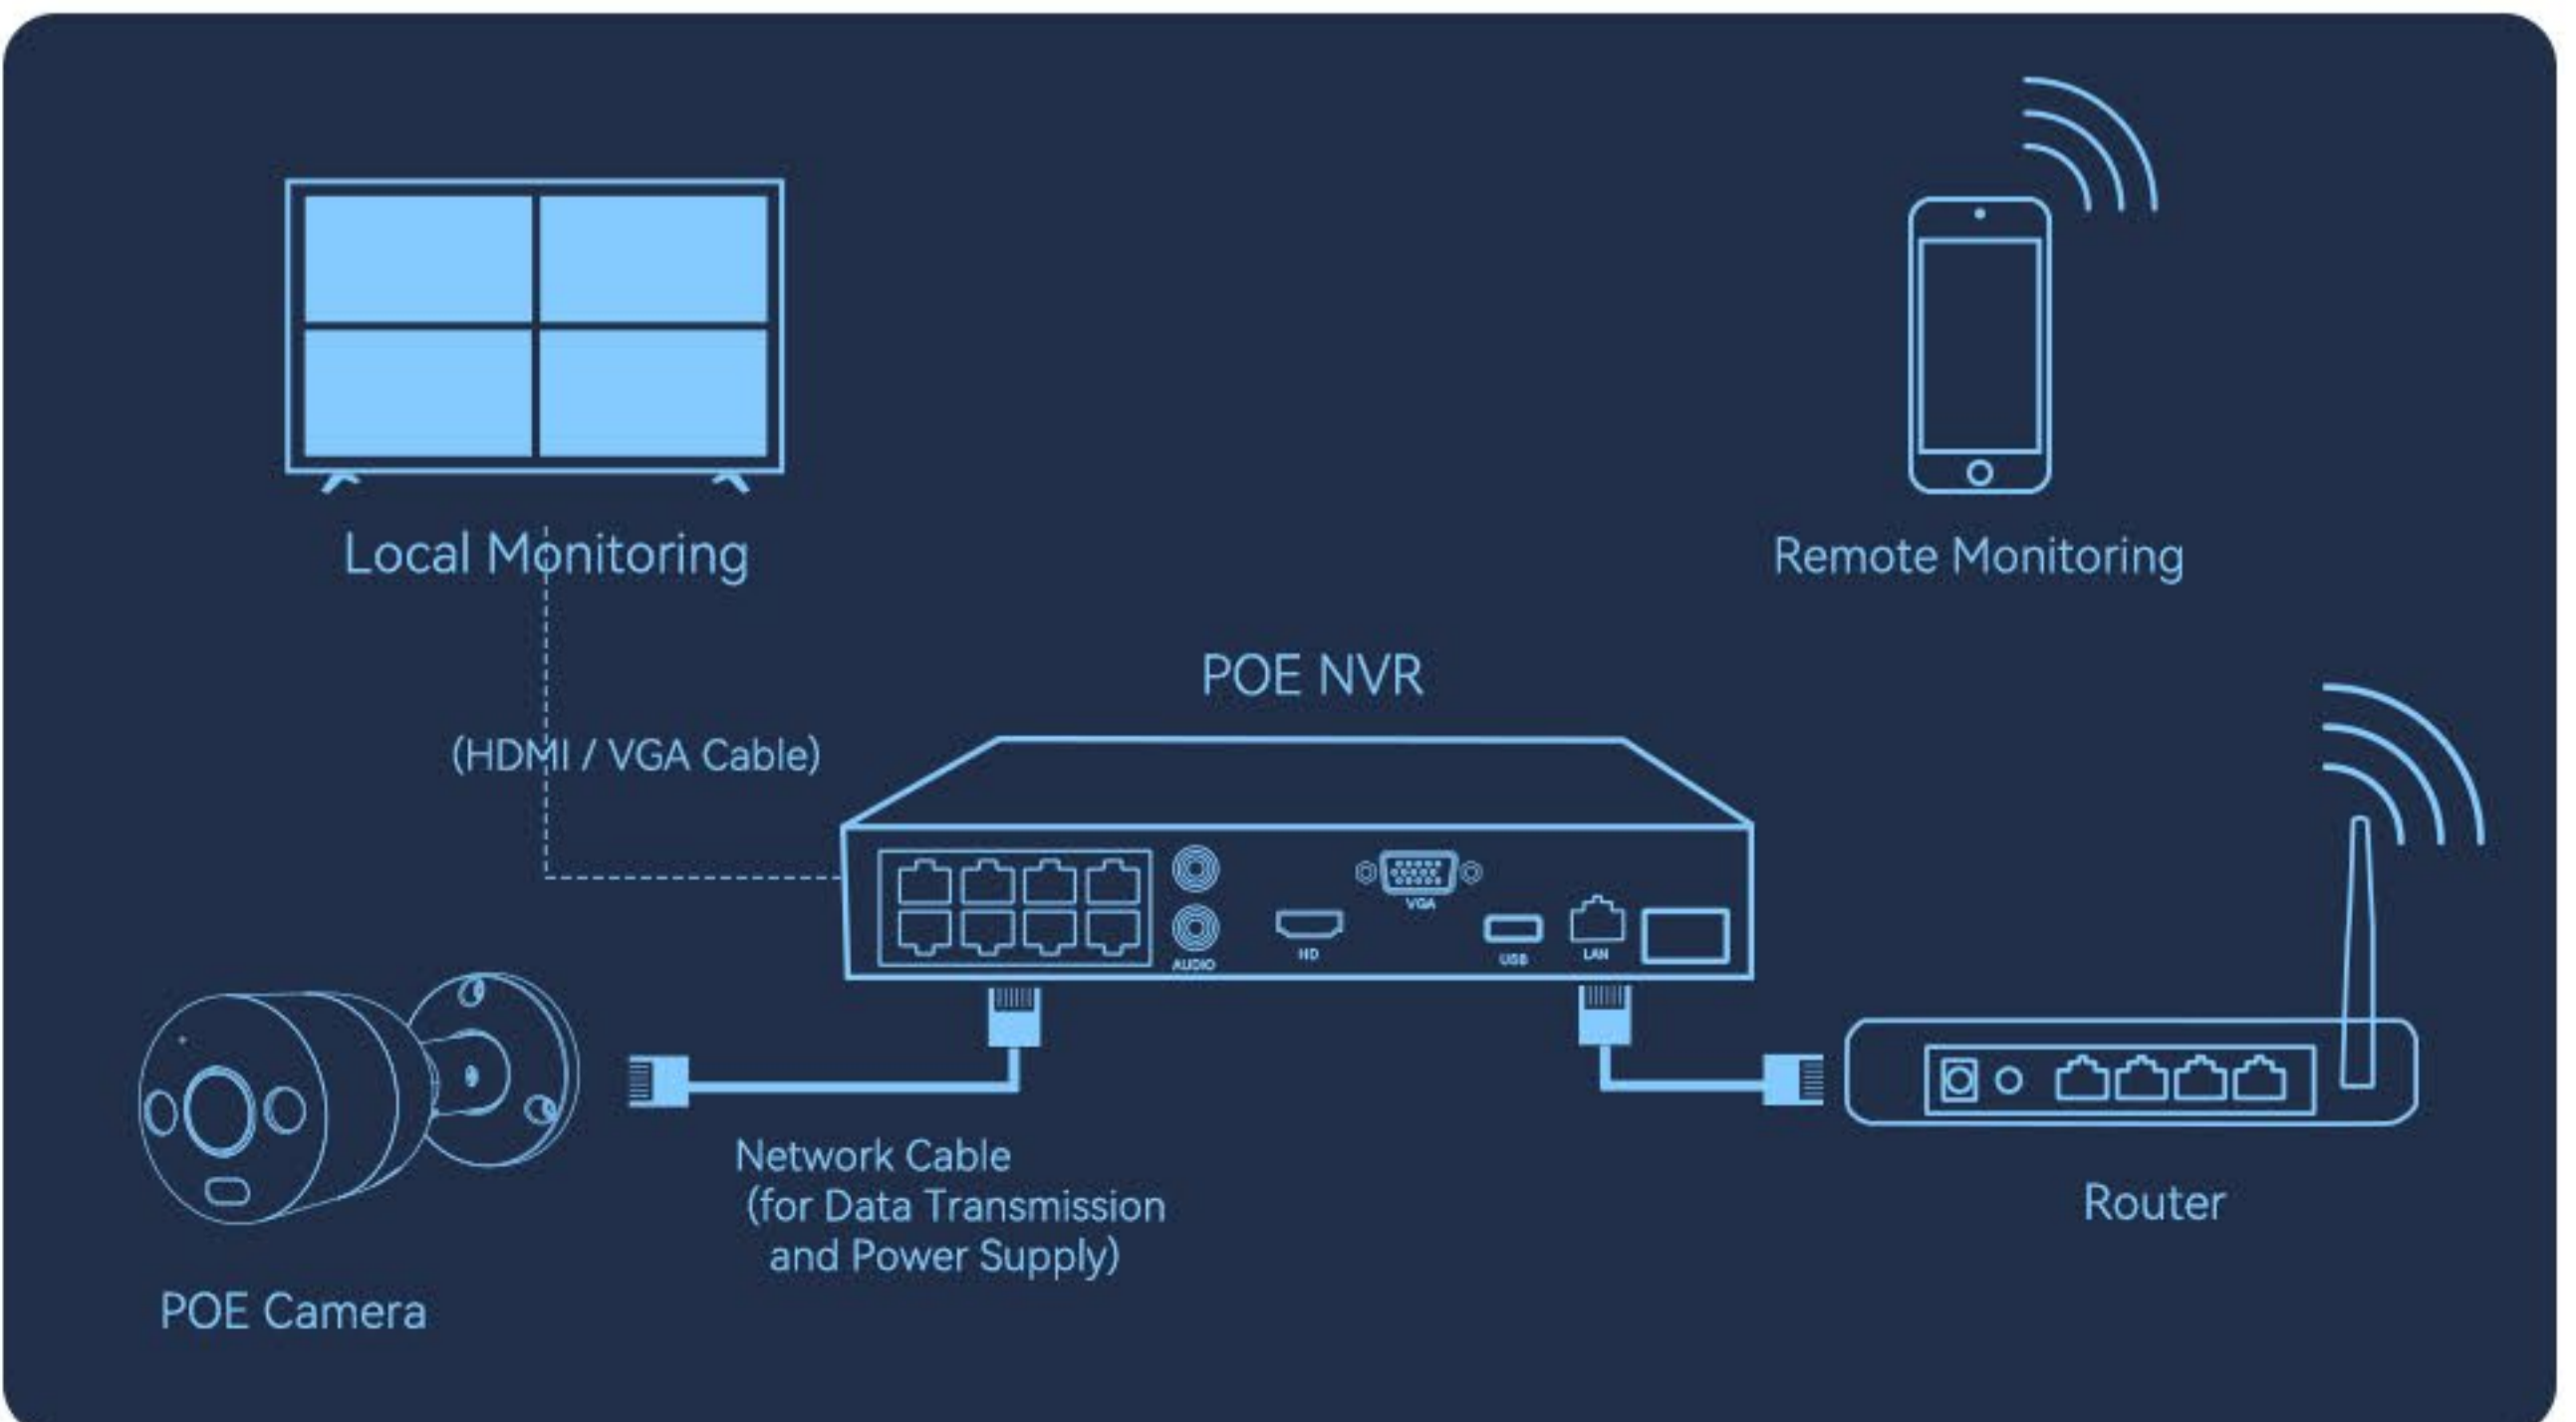 Local Monitoring
Remote Monitoring
POE NVR
(HDMI / VGA Cable)
VGA
AUDIO
HD
USB
LAN
Network Cable
(for Data Transmission
and Power Supply)
Router
POE Camera